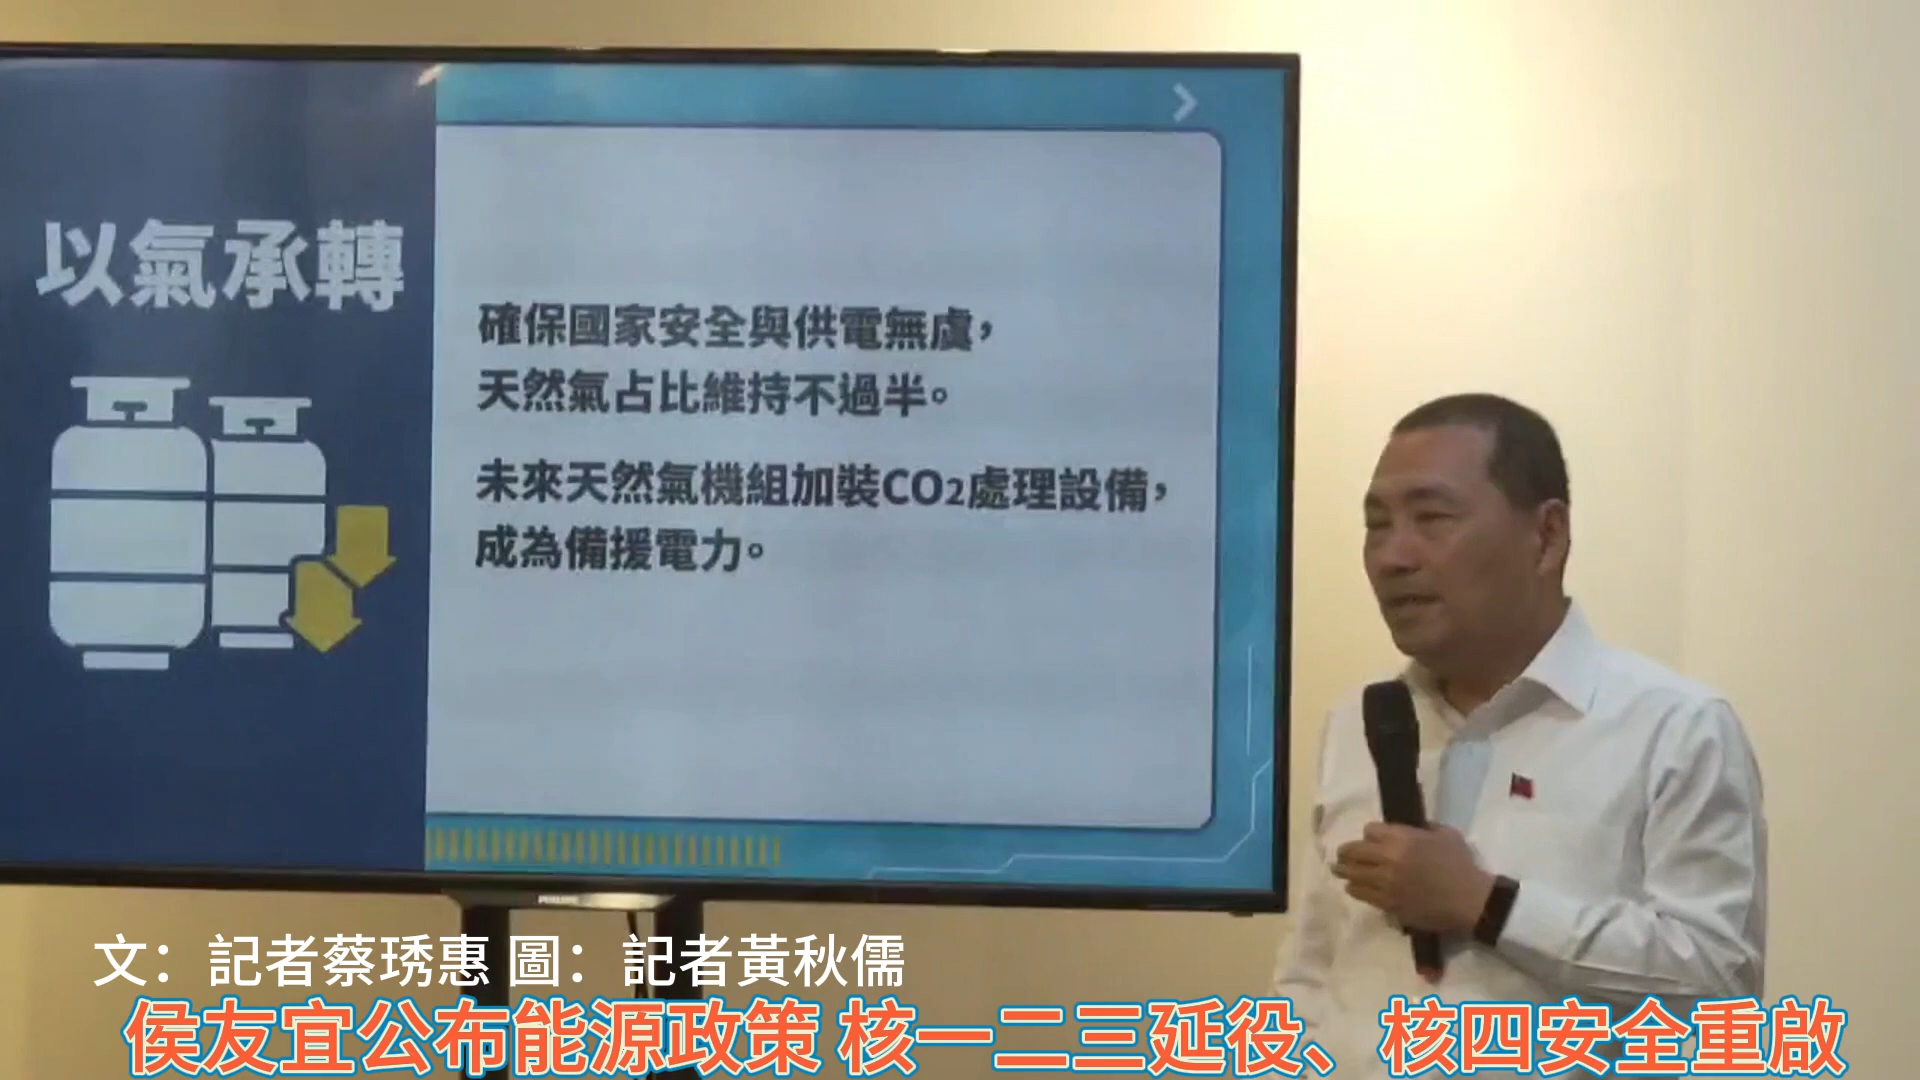 以氣承轉
確保國家安全與供電無虞，
天然氣占比維持不過半。
未來天然氣機組加裝CO2處理設備，
成為備援電力。
PHILIPS
文：記者蔡琇惠 圖：記者黃秋儒
侯友宜公布能源政策 核一二三延役、核四安全重啟